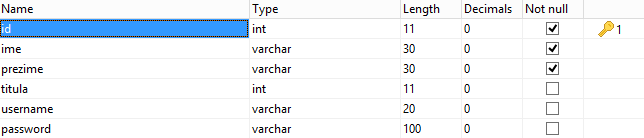 Name Type Length Decimals Not null
id int 11 0 1
ime varchar 30 0
prezime varchar 30 0
titula int 11 0
username varchar 20 0
password varchar 100 0